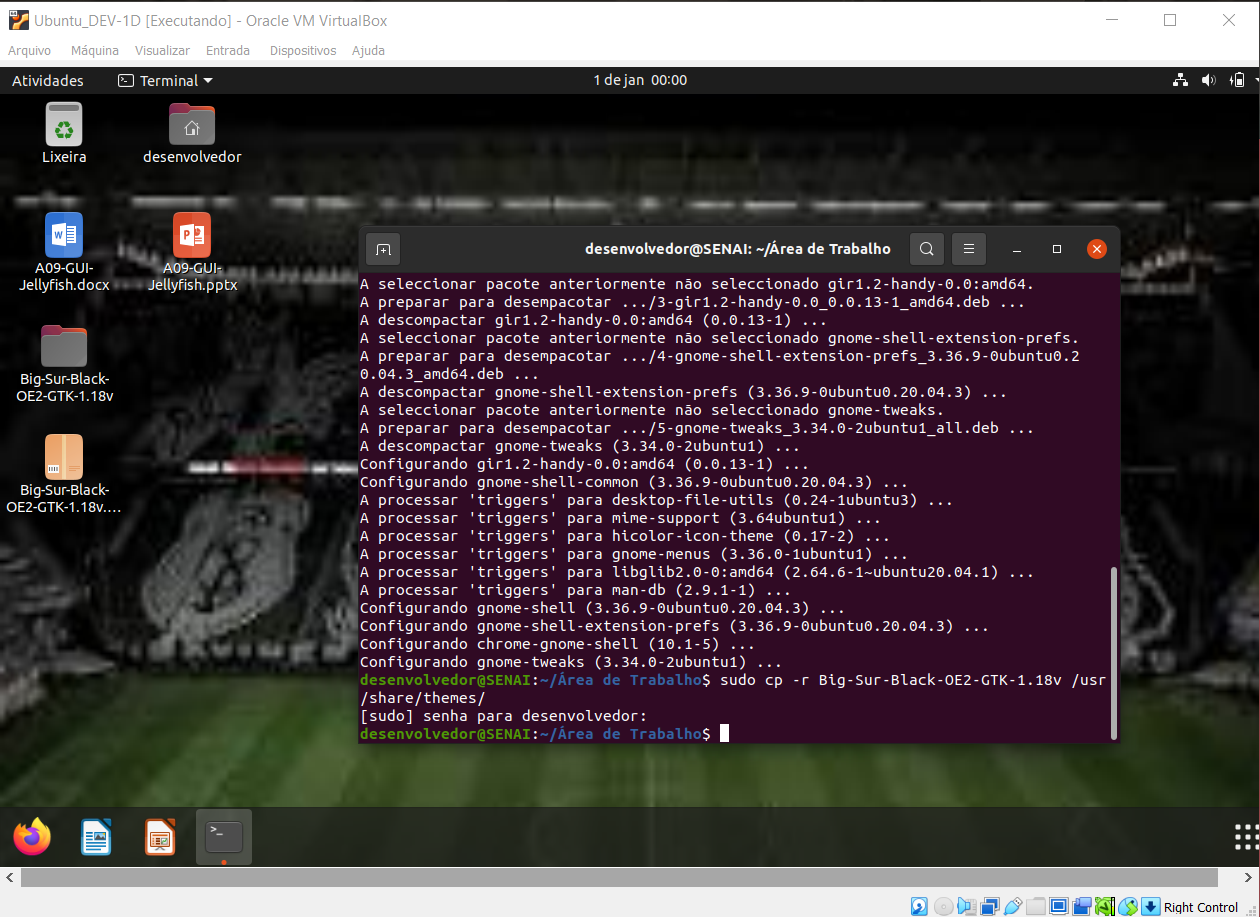 Ubuntu_DEV-1D [Executando] - Oracle VM VirtualBox
Arquivo Máquina Visualizar Entrada Dispositivos Ajuda
Atividades Terminal 1 de jan 00:00
Lixeira
desenvolvedor
A09-GUI-
Jellyfish.docx
A09-GUI-
Jellyfish.pptx
Big-Sur-Black-
OE2-GTK-1.18v
Big-Sur-Black-
OE2-GTK-1.18v....
desenvolvedor@SENAI: ~/Área de Trabalho
A seleccionar pacote anteriormente não seleccionado gir1.2-handy-0.0:amd64.
A preparar para desempacotar .../3-gir1.2-handy-0.0_0.0.13-1_amd64.deb ...
A descompactar gir1.2-handy-0.0:amd64 (0.0.13-1) ...
A seleccionar pacote anteriormente não seleccionado gnome-shell-extension-prefs.
A preparar para desempacotar .../4-gnome-shell-extension-prefs_3.36.9-0ubuntu0.2
0.04.3_amd64.deb ...
A descompactar gnome-shell-extension-prefs (3.36.9-0ubuntu0.20.04.3) ...
A seleccionar pacote anteriormente não seleccionado gnome-tweaks.
A preparar para desempacotar .../5-gnome-tweaks_3.34.0-2ubuntu1_all.deb ...
A descompactar gnome-tweaks (3.34.0-2ubuntu1) ...
Configurando gir1.2-handy-0.0:amd64 (0.0.13-1) ...
Configurando gnome-shell-common (3.36.9-0ubuntu0.20.04.3) ...
A processar 'triggers' para desktop-file-utils (0.24-1ubuntu3) ...
A processar 'triggers' para mime-support (3.64ubuntu1) ...
A processar 'triggers' para hicolor-icon-theme (0.17-2) ...
A processar 'triggers' para gnome-menus (3.36.0-1ubuntu1) ...
A processar 'triggers' para libglib2.0-0:amd64 (2.64.6-1~ubuntu20.04.1) ...
A processar 'triggers' para man-db (2.9.1-1) ...
Configurando gnome-shell (3.36.9-0ubuntu0.20.04.3) ...
Configurando gnome-shell-extension-prefs (3.36.9-0ubuntu0.20.04.3) ...
Configurando chrome-gnome-shell (10.1-5) ...
Configurando gnome-tweaks (3.34.0-2ubuntu1) ...
desenvolvedor@SENAI:~/Área de Trabalho$ sudo cp -r Big-Sur-Black-OE2-GTK-1.18v /usr
/share/themes/
[sudo] senha para desenvolvedor:
desenvolvedor@SENAI:~/Área de Trabalho$
Right Control